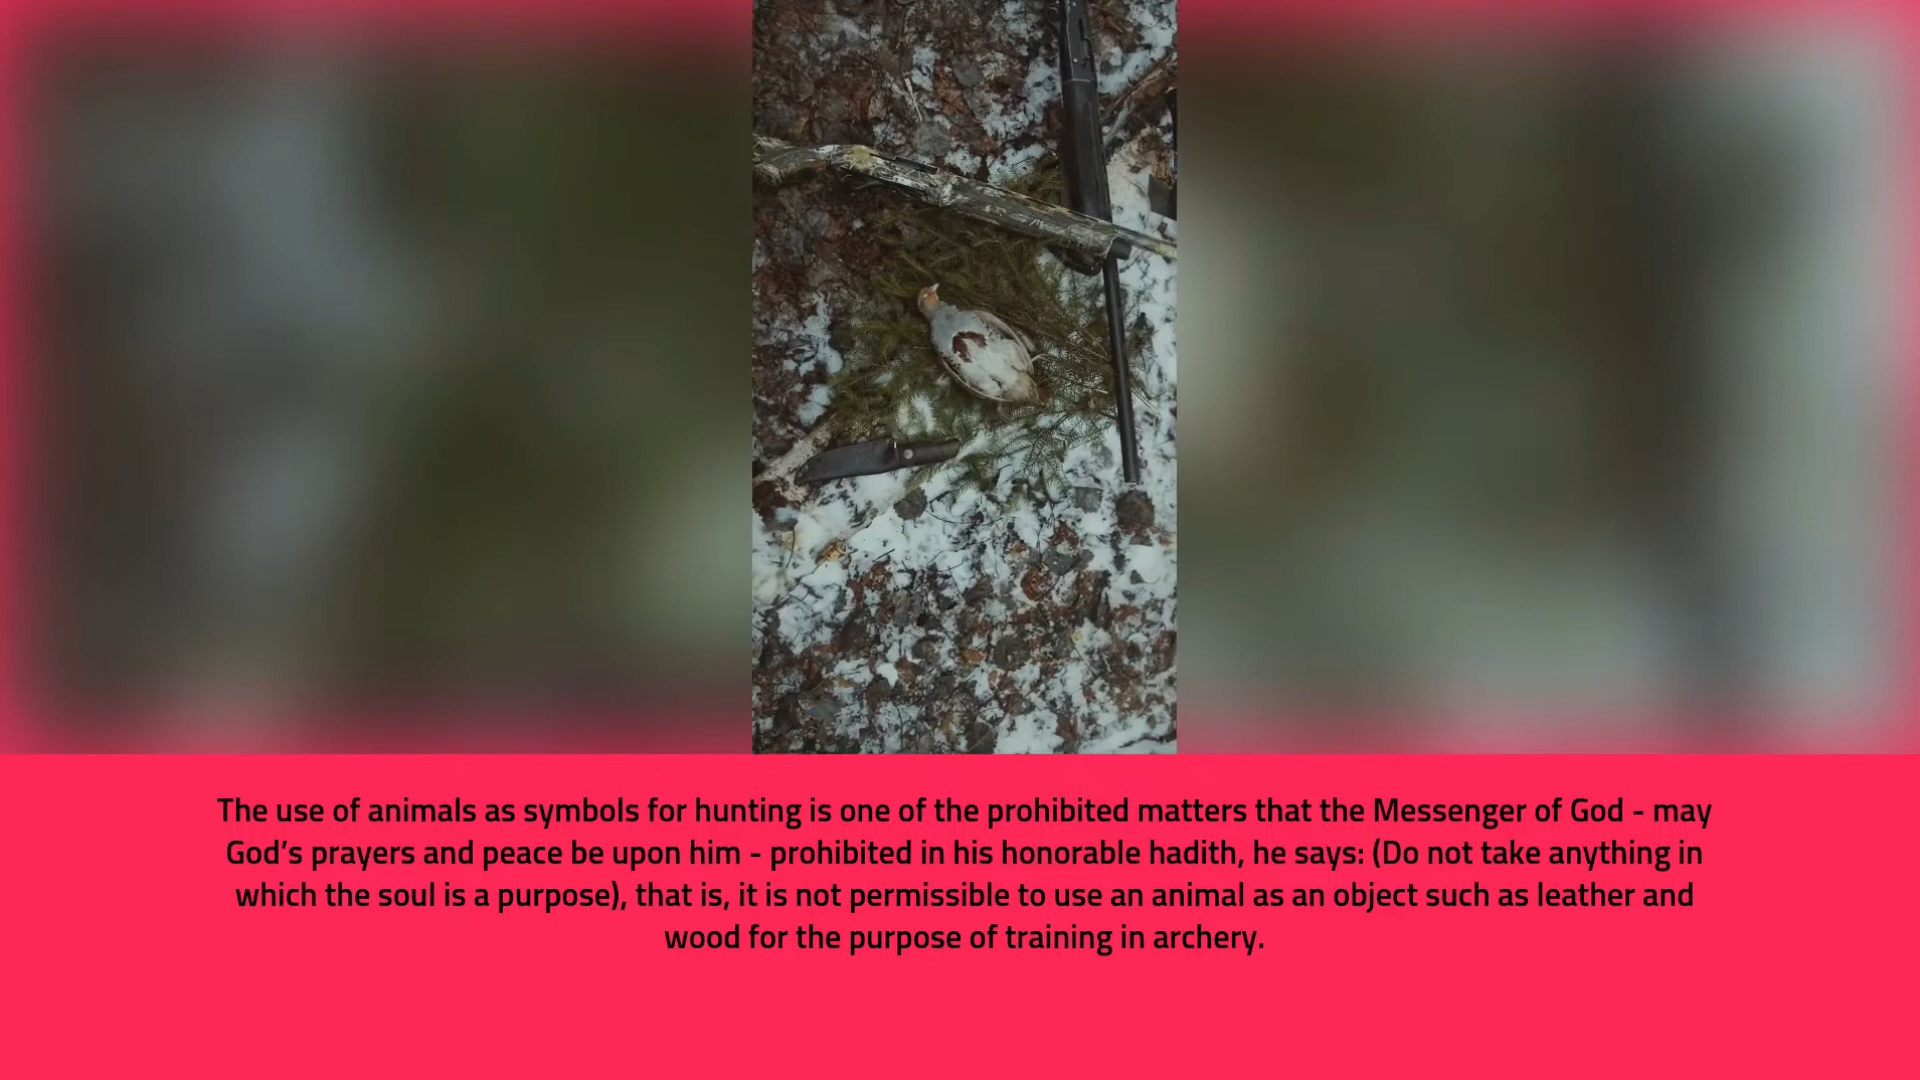 The use of animals as symbols for hunting is one of the prohibited matters that the Messenger of God - may
God’s prayers and peace be upon him - prohibited in his honorable hadith, he says: (Do not take anything in
which the soul is a purpose), that is, it is not permissible to use an animal as an object such as leather and
wood for the purpose of training in archery.